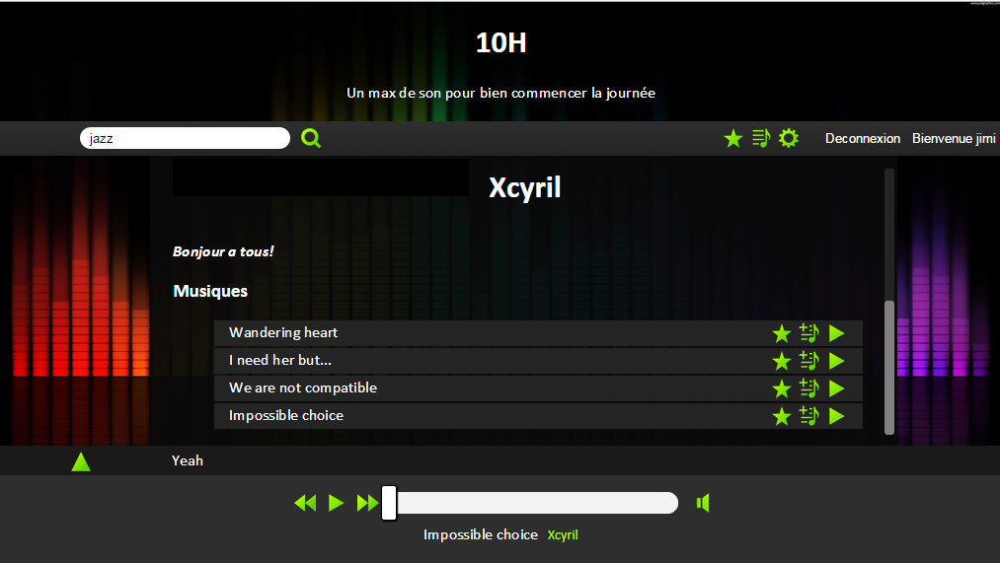 10H
Un max de son pour bien commencer la journée
jazz
Deconnexion Bienvenue jimi
Xcyril
Bonjour a tous!
Musiques
Wandering heart
I need her but...
We are not compatible
Impossible choice
Yeah
Impossible choice Xcyril